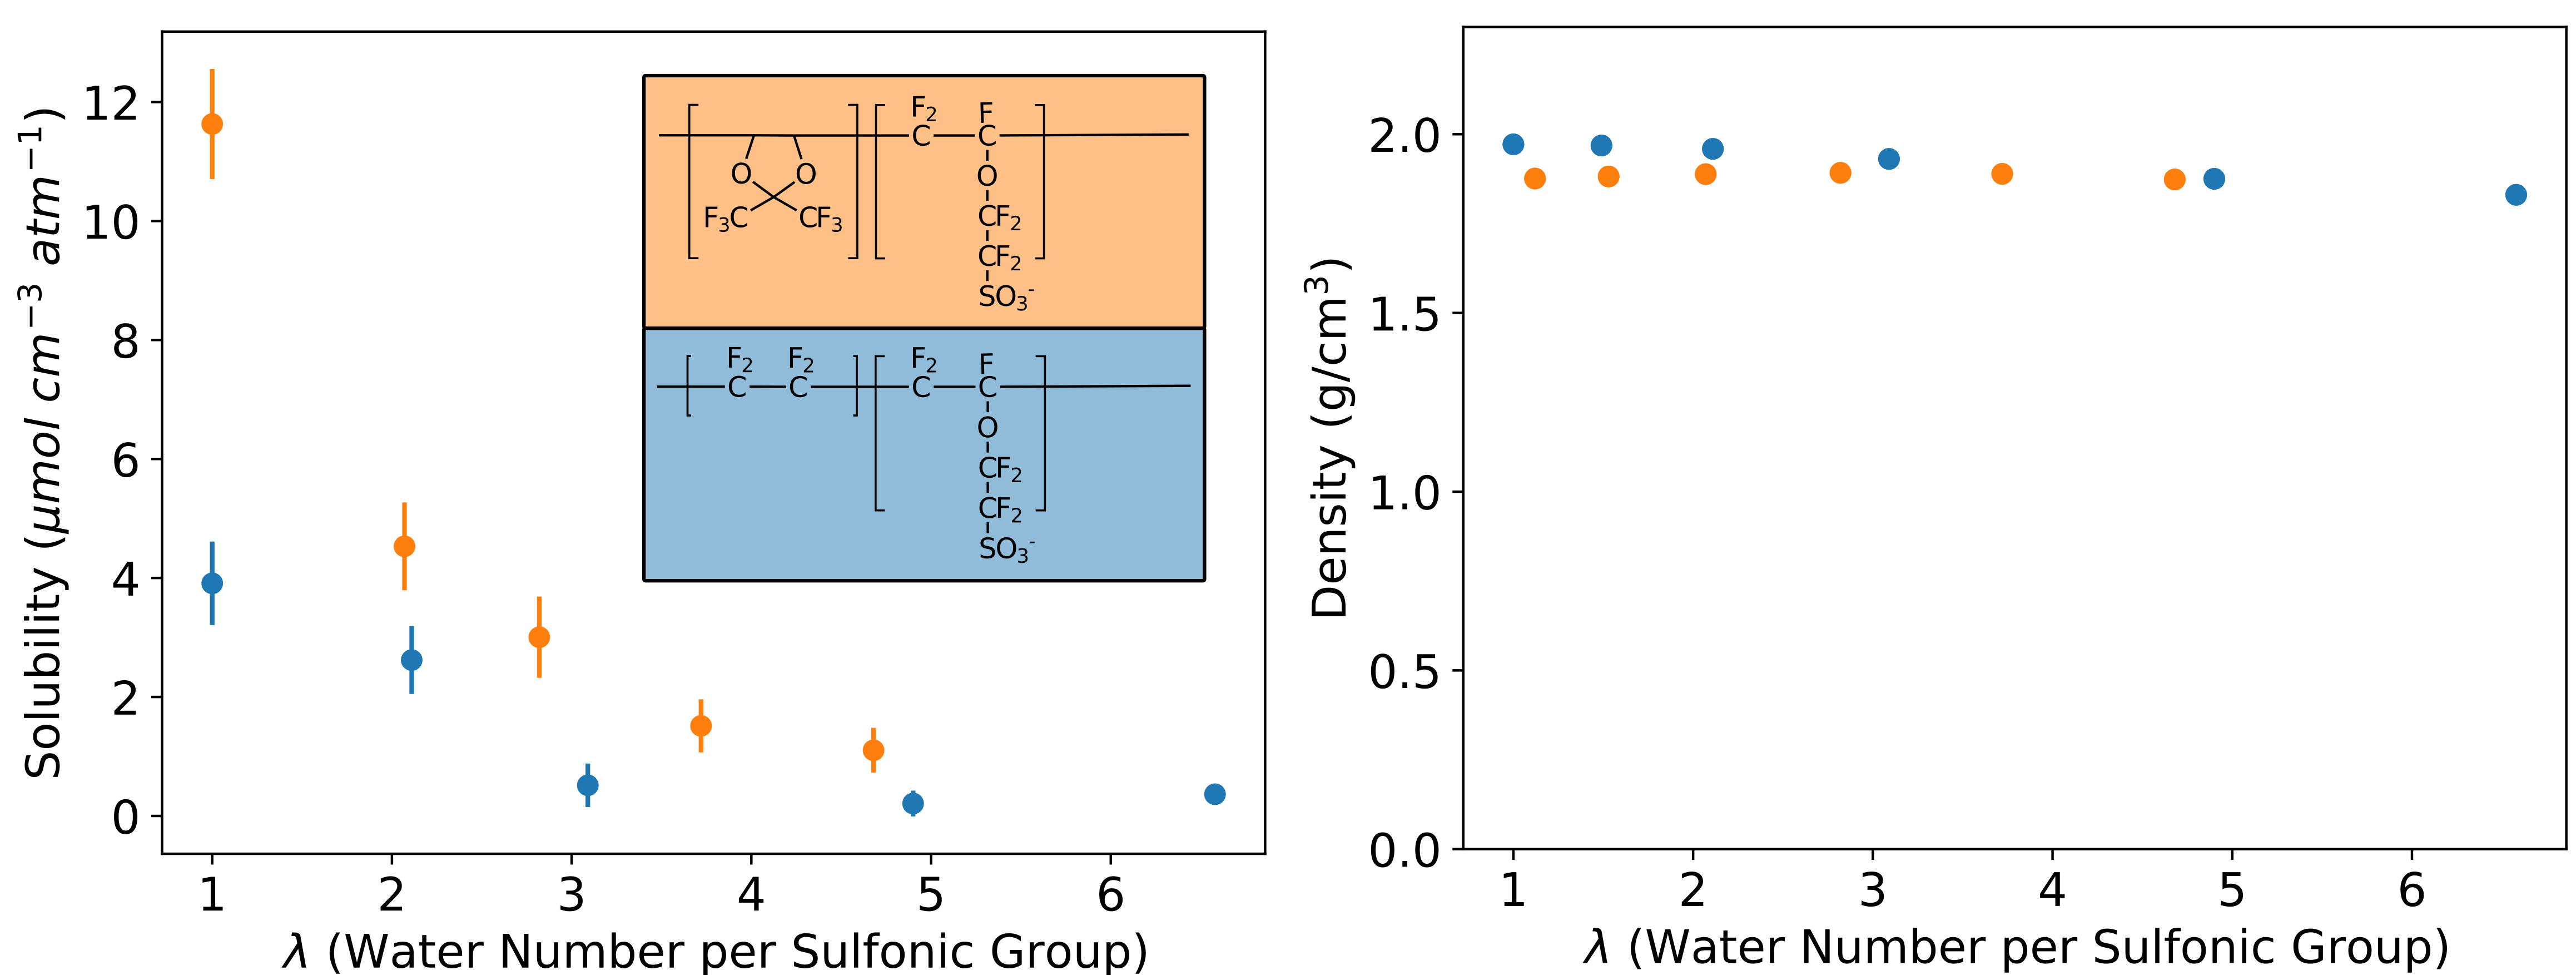 Solubility (μmol cm⁻³ atm⁻¹)
12
10
8
6
4
2
0
1 2 3 4 5 6
λ (Water Number per Sulfonic Group)
F₂ F
C C
O O O
F₃C CF₃ CF₂
CF₂
SO₃⁻
F₂ F₂ F₂ F
C C C C
O
CF₂
CF₂
SO₃⁻
Density (g/cm³)
2.0
1.5
1.0
0.5
0.0
1 2 3 4 5 6
λ (Water Number per Sulfonic Group)